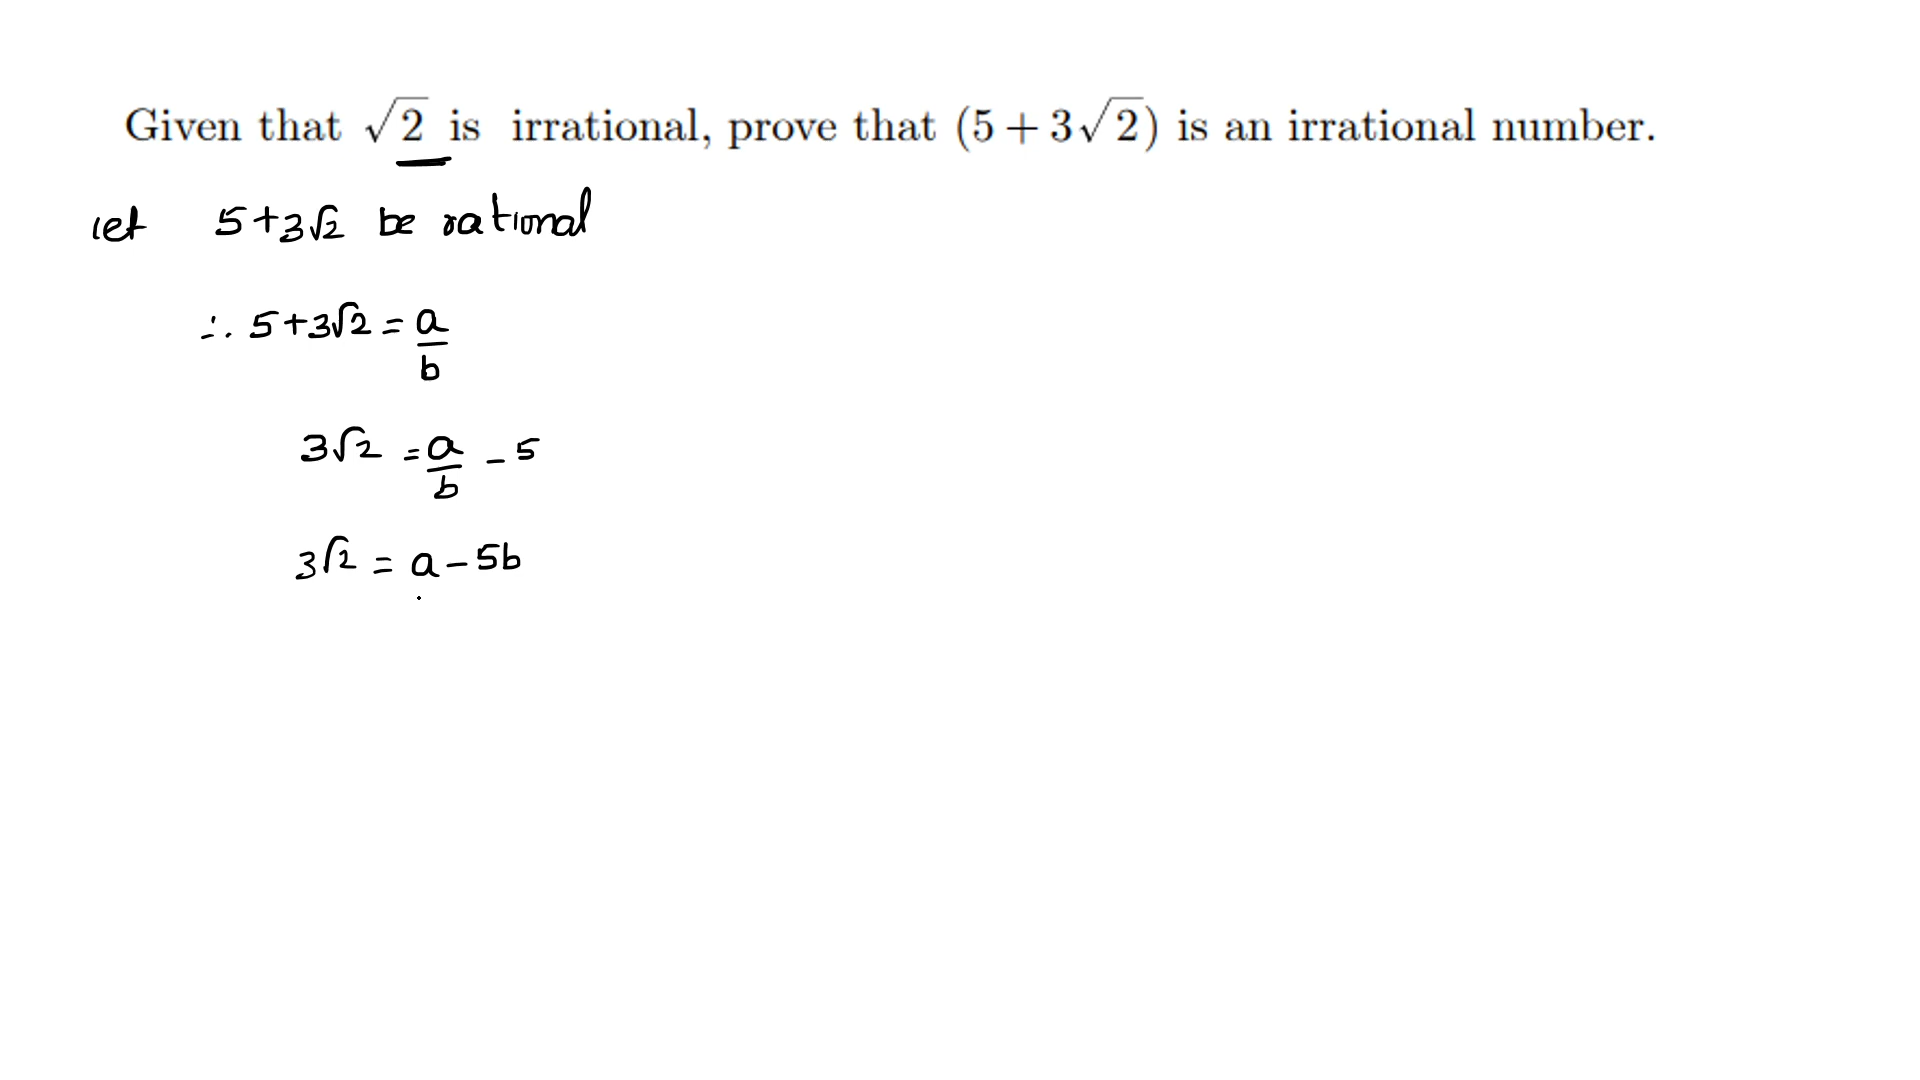 Given that √2 is irrational, prove that (5 + 3√2) is an irrational number.
let 5+3√2 be rational
∴ 5+3√2 = a/b
3√2 = a/b - 5
3√2 = a - 5b